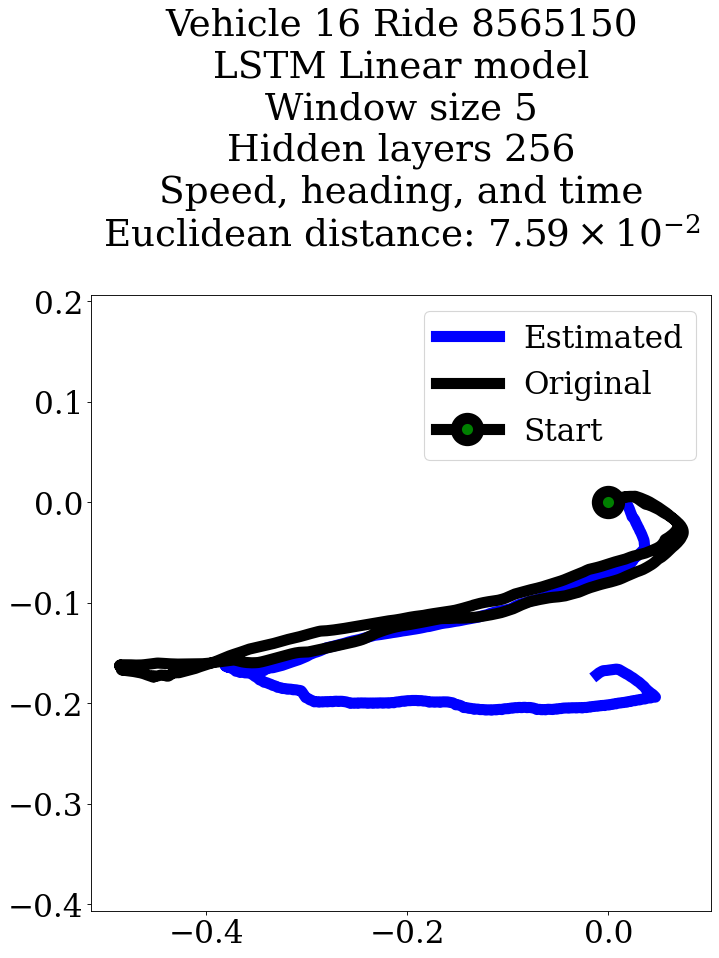 Vehicle 16 Ride 8565150
LSTM Linear model
Window size 5
Hidden layers 256
Speed, heading, and time
Euclidean distance: 7.59 × 10⁻²
Estimated
Original
Start
0.2
0.1
0.0
−0.1
−0.2
−0.3
−0.4
−0.4 −0.2 0.0